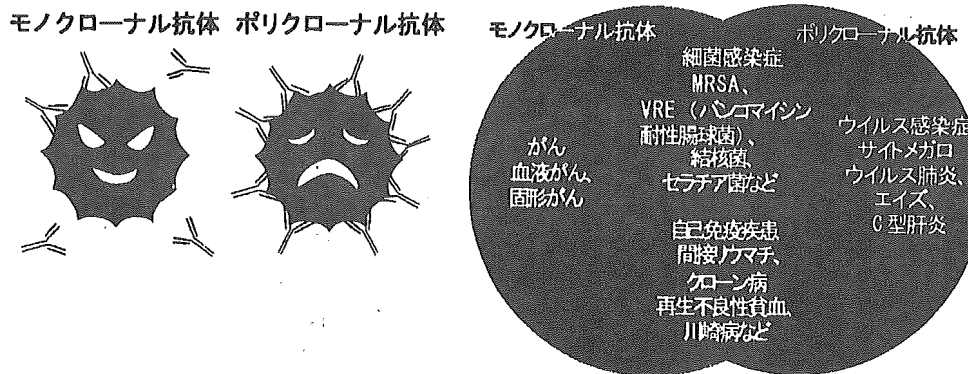 モノクローナル抗体 ポリクローナル抗体
モノクローナル抗体
ポリクローナル抗体
細菌感染症
MRSA、
VRE（バンコマイシン
耐性腸球菌）、
結核菌、
セラチア菌など
自己免疫疾患、
間接リウマチ、
クローン病
再生不良性貧血、
川崎病など
がん
血液がん、
固形がん
ウイルス感染症
サイトメガロ
ウイルス肺炎、
エイズ、
C型肝炎